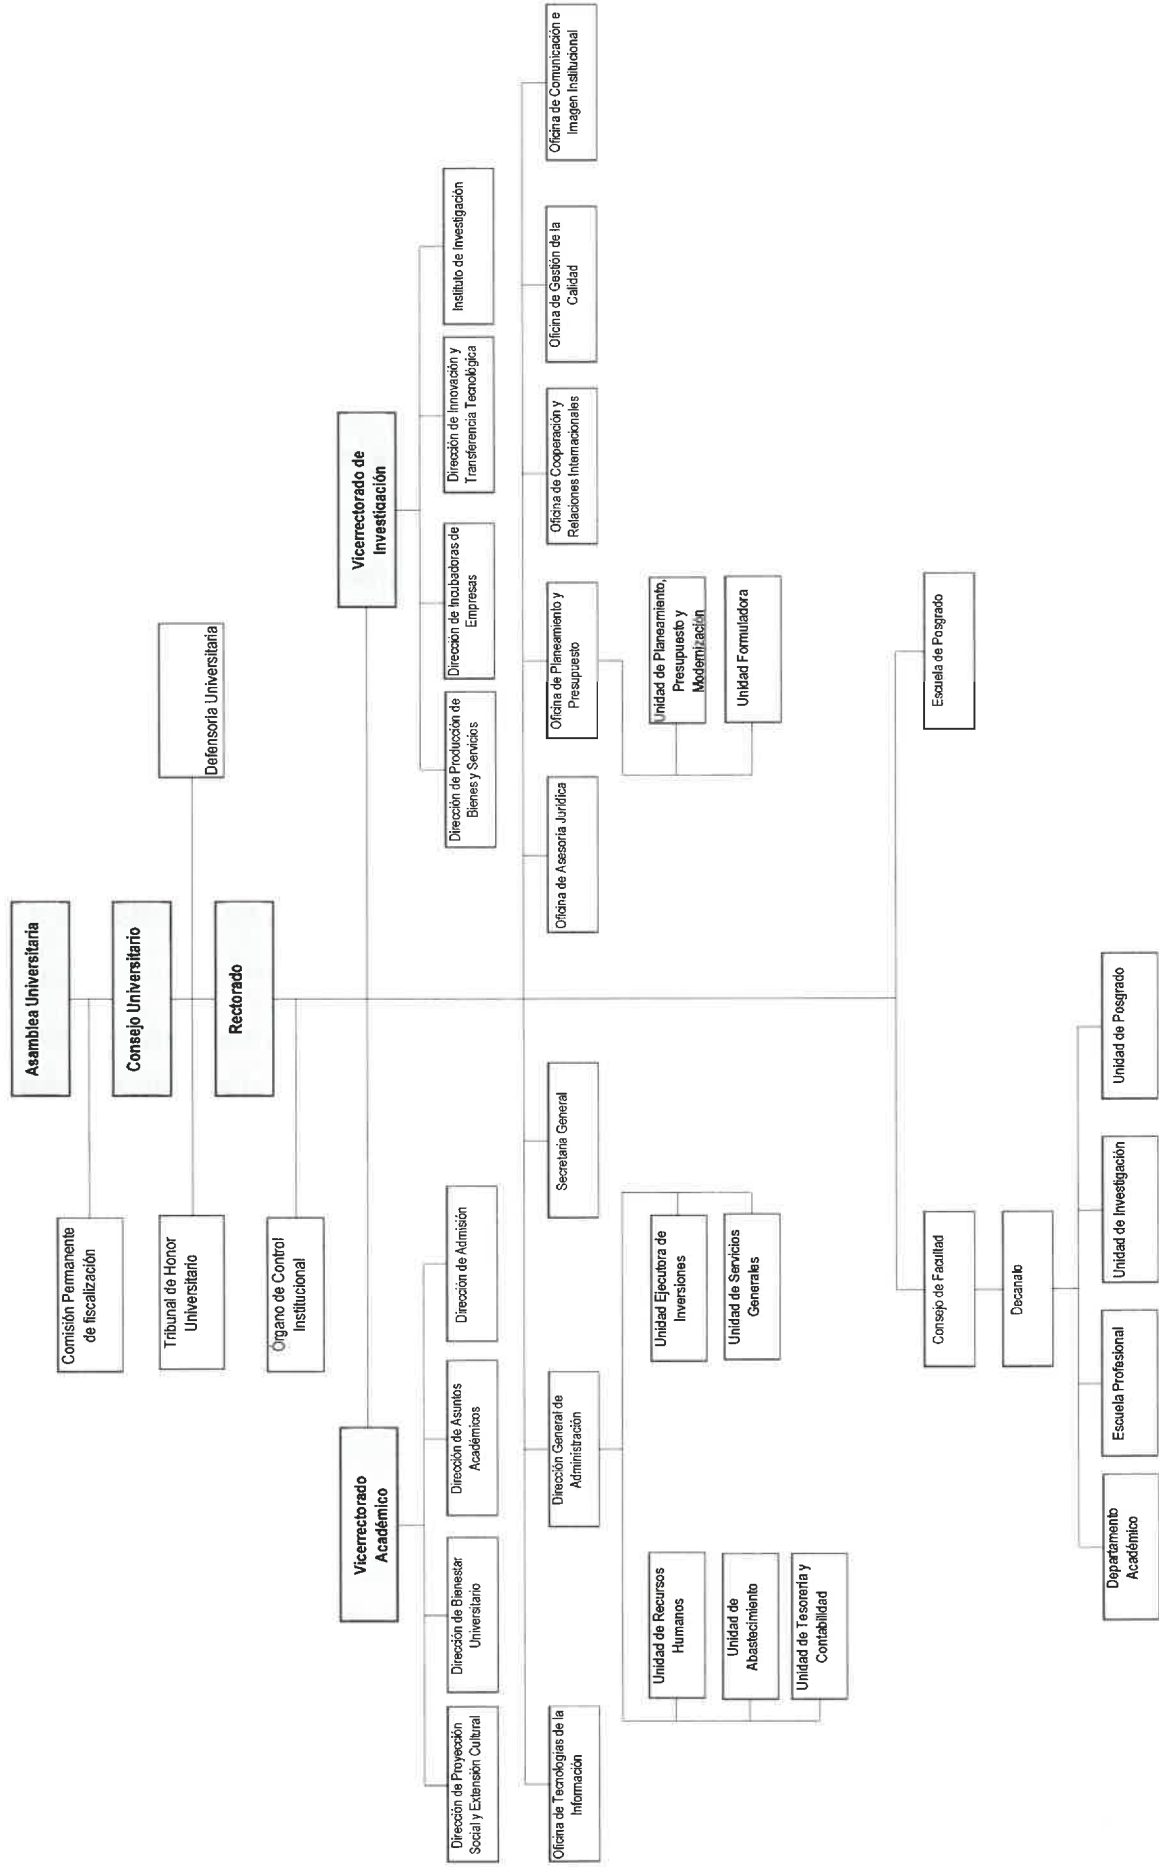 Asamblea Universitaria
Comisión Permanente
de fiscalización
Consejo Universitario
Tribunal de Honor
Universitario
Defensoria Universitaria
Rectorado
Organo de Control
Institucional
Vicerrectorado
Académico
Vicerrectorado de
Investigación
Dirección de Proyección
Social y Extensión Cultural
Dirección de Bienestar
Universitario
Dirección de Asuntos
Académicos
Dirección de Admisión
Dirección de Producción de
Bienes y Servicios
Dirección de Incubadoras de
Empresas
Dirección de Innovación y
Transferencia Tecnológica
Instituto de Investigación
Oficina de Tecnologías de la
Información
Dirección General de
Administración
Secretaria General
Oficina de Asesoría Jurídica
Oficina de Planeamiento y
Presupuesto
Oficina de Cooperación y
Relaciones Internacionales
Oficina de Gestión de la
Calidad
Oficina de Comunicación e
Imagen Institucional
Unidad de Recursos
Humanos
Unidad de
Abastecimiento
Unidad de Tesorería y
Contabilidad
Unidad Ejecutora de
Inversiones
Unidad de Servicios
Generales
Unidad de Planeamiento,
Presupuesto y
Modernización
Unidad Formuladora
Consejo de Facultad
Escuela de Posgrado
Decanato
Departamento
Académico
Escuela Profesional
Unidad de Investigación
Unidad de Posgrado